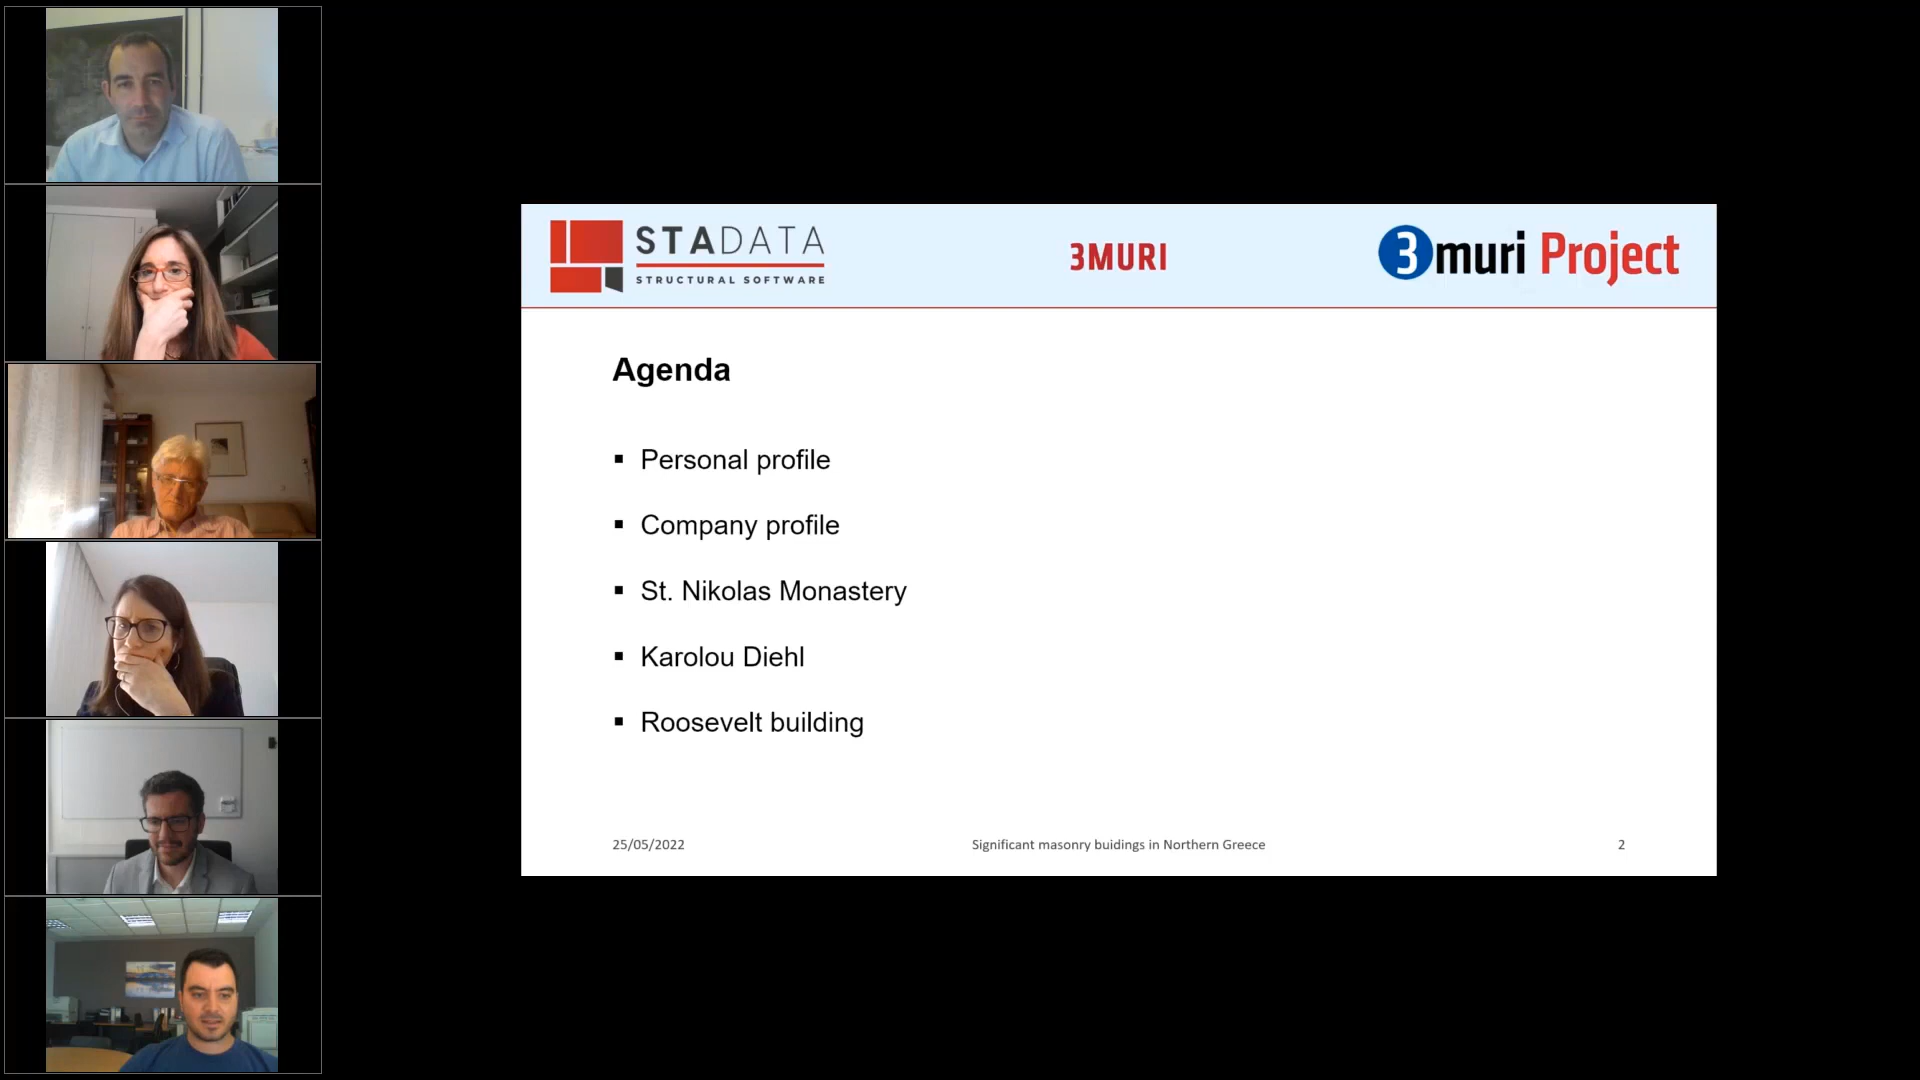 STADATA
STRUCTURAL SOFTWARE
3MURI
3muri Project
Agenda
▪ Personal profile
▪ Company profile
▪ St. Nikolas Monastery
▪ Karolou Diehl
▪ Roosevelt building
25/05/2022
Significant masonry buidings in Northern Greece
2